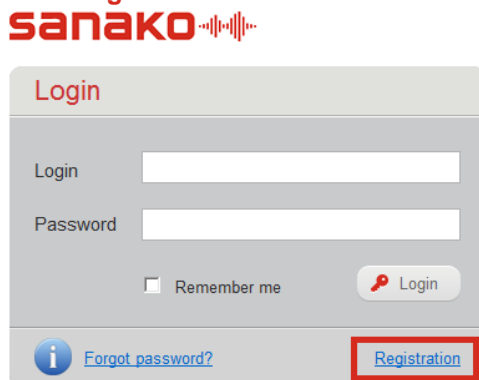 sanako
Login
Login
Password
Remember me
Login
Forgot password?
Registration